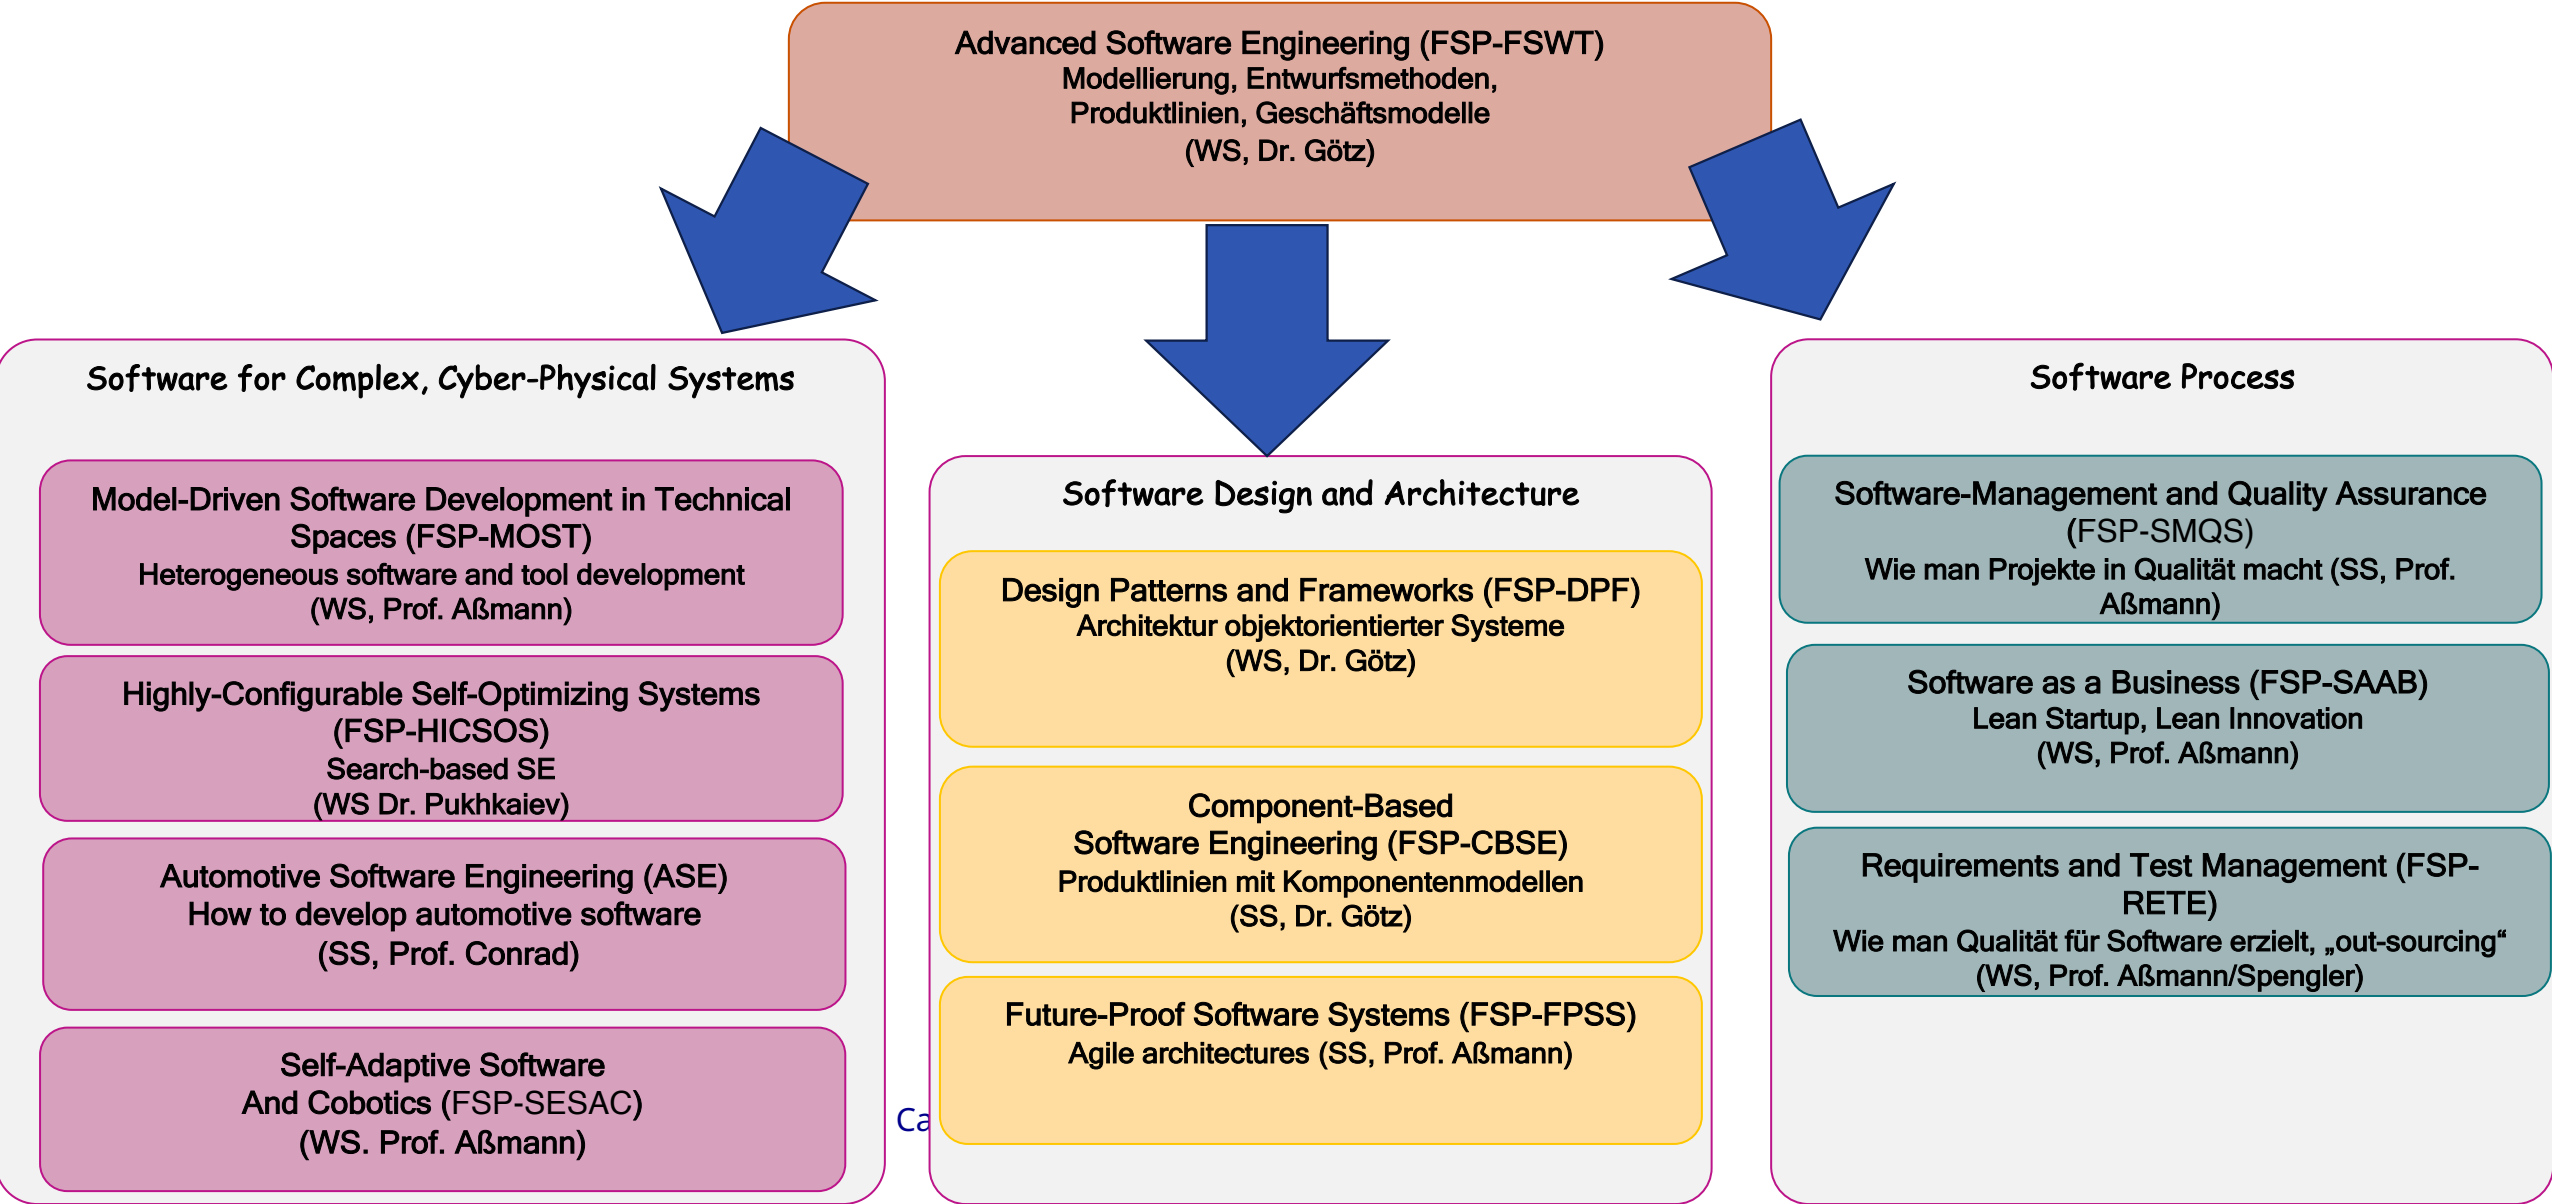 Advanced Software Engineering (FSP-FSWT)
Modellierung, Entwurfsmethoden,
Produktlinien, Geschäftsmodelle
(WS, Dr. Götz)
Software for Complex, Cyber-Physical Systems
Model-Driven Software Development in Technical
Spaces (FSP-MOST)
Heterogeneous software and tool development
(WS, Prof. Aßmann)
Highly-Configurable Self-Optimizing Systems
(FSP-HICSOS)
Search-based SE
(WS Dr. Pukhkaiev)
Automotive Software Engineering (ASE)
How to develop automotive software
(SS, Prof. Conrad)
Self-Adaptive Software
And Cobotics (FSP-SESAC)
(WS. Prof. Aßmann)
Ca
Software Design and Architecture
Design Patterns and Frameworks (FSP-DPF)
Architektur objektorientierter Systeme
(WS, Dr. Götz)
Component-Based
Software Engineering (FSP-CBSE)
Produktlinien mit Komponentenmodellen
(SS, Dr. Götz)
Future-Proof Software Systems (FSP-FPSS)
Agile architectures (SS, Prof. Aßmann)
Software Process
Software-Management and Quality Assurance
(FSP-SMQS)
Wie man Projekte in Qualität macht (SS, Prof.
Aßmann)
Software as a Business (FSP-SAAB)
Lean Startup, Lean Innovation
(WS, Prof. Aßmann)
Requirements and Test Management (FSP-
RETE)
Wie man Qualität für Software erzielt, „out-sourcing“
(WS, Prof. Aßmann/Spengler)